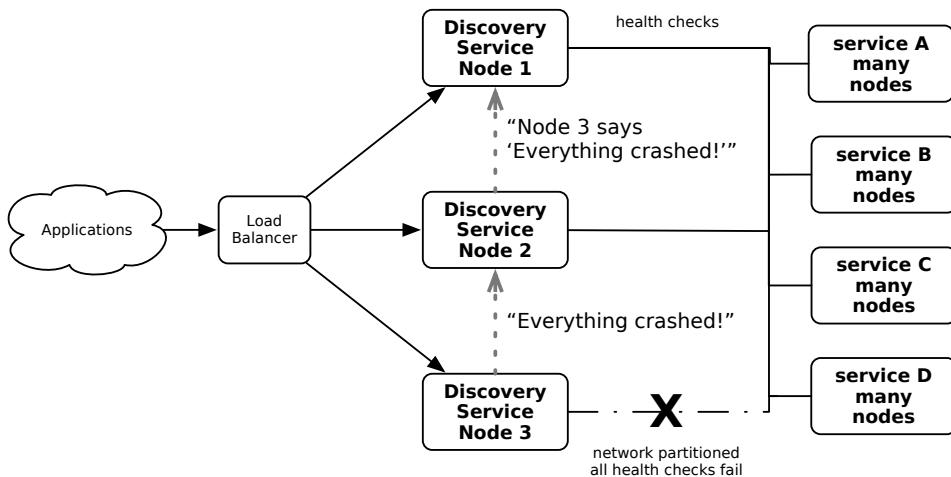 Discovery
Service
Node 1
health checks
service A
many
nodes
“Node 3 says
‘Everything crashed!’”
service B
many
nodes
Applications
Load
Balancer
Discovery
Service
Node 2
service C
many
nodes
“Everything crashed!”
service D
many
nodes
Discovery
Service
Node 3
X
network partitioned
all health checks fail